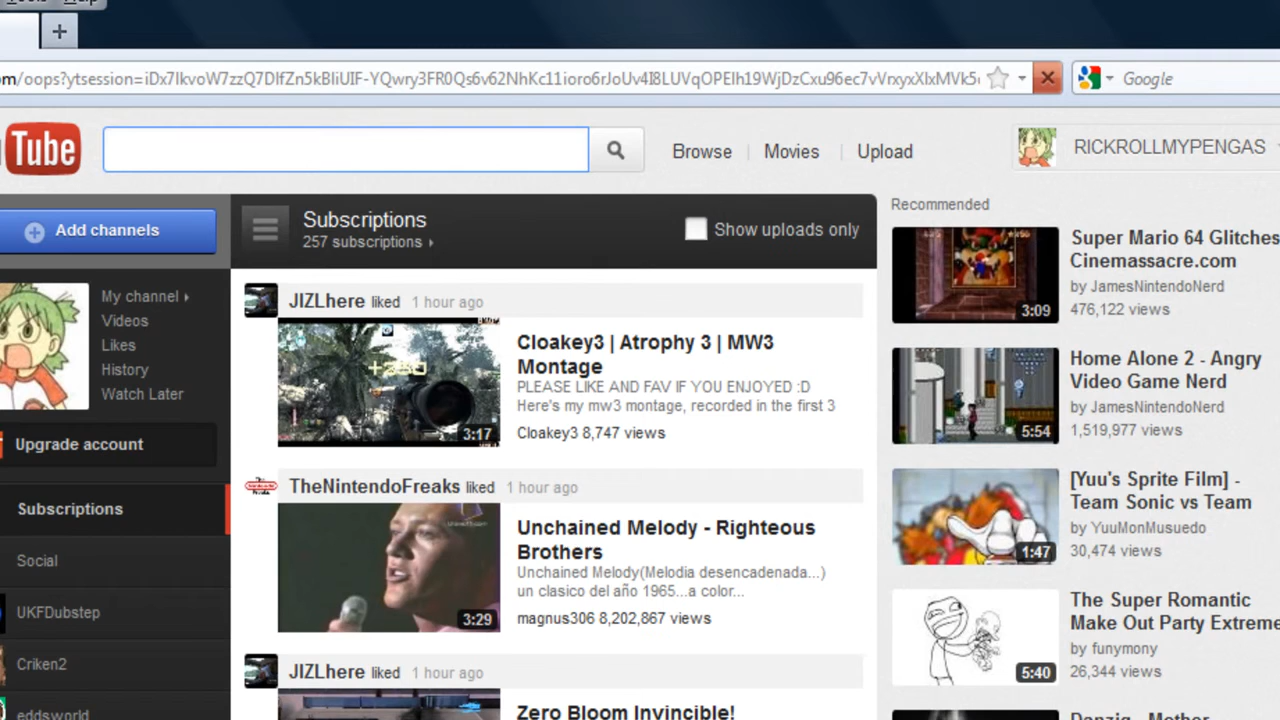 Tools Help
+
om/oops?ytsession=
Google
Tube
Browse
Movies
Upload
RICKROLLMYPENGAS
Add channels
Subscriptions
257 subscriptions
Show uploads only
Recommended
My channel
Videos
Likes
History
Watch Later
Upgrade account
Subscriptions
Social
UKFDubstep
Criken2
eddsworld
JIZLhere liked 1 hour ago
+250
3:17
Cloakey3 | Atrophy 3 | MW3
Montage
PLEASE LIKE AND FAV IF YOU ENJOYED :D
Here's my mw3 montage, recorded in the first 3
Cloakey3 8,747 views
TheNintendoFreaks liked 1 hour ago
3:29
Unchained Melody - Righteous
Brothers
Unchained Melody(Melodia desencadenada...)
un clasico del año 1965...a color...
magnus306 8,202,867 views
JIZLhere liked 1 hour ago
Zero Bloom Invincible!
3:09
Super Mario 64 Glitches
Cinemassacre.com
by JamesNintendoNerd
476,122 views
5:54
Home Alone 2 - Angry
Video Game Nerd
by JamesNintendoNerd
1,519,977 views
1:47
[Yuu's Sprite Film] -
Team Sonic vs Team
by YuuMonMusuedo
30,474 views
5:40
The Super Romantic
Make Out Party Extreme
by funymony
26,344 views
Danzig - Mother